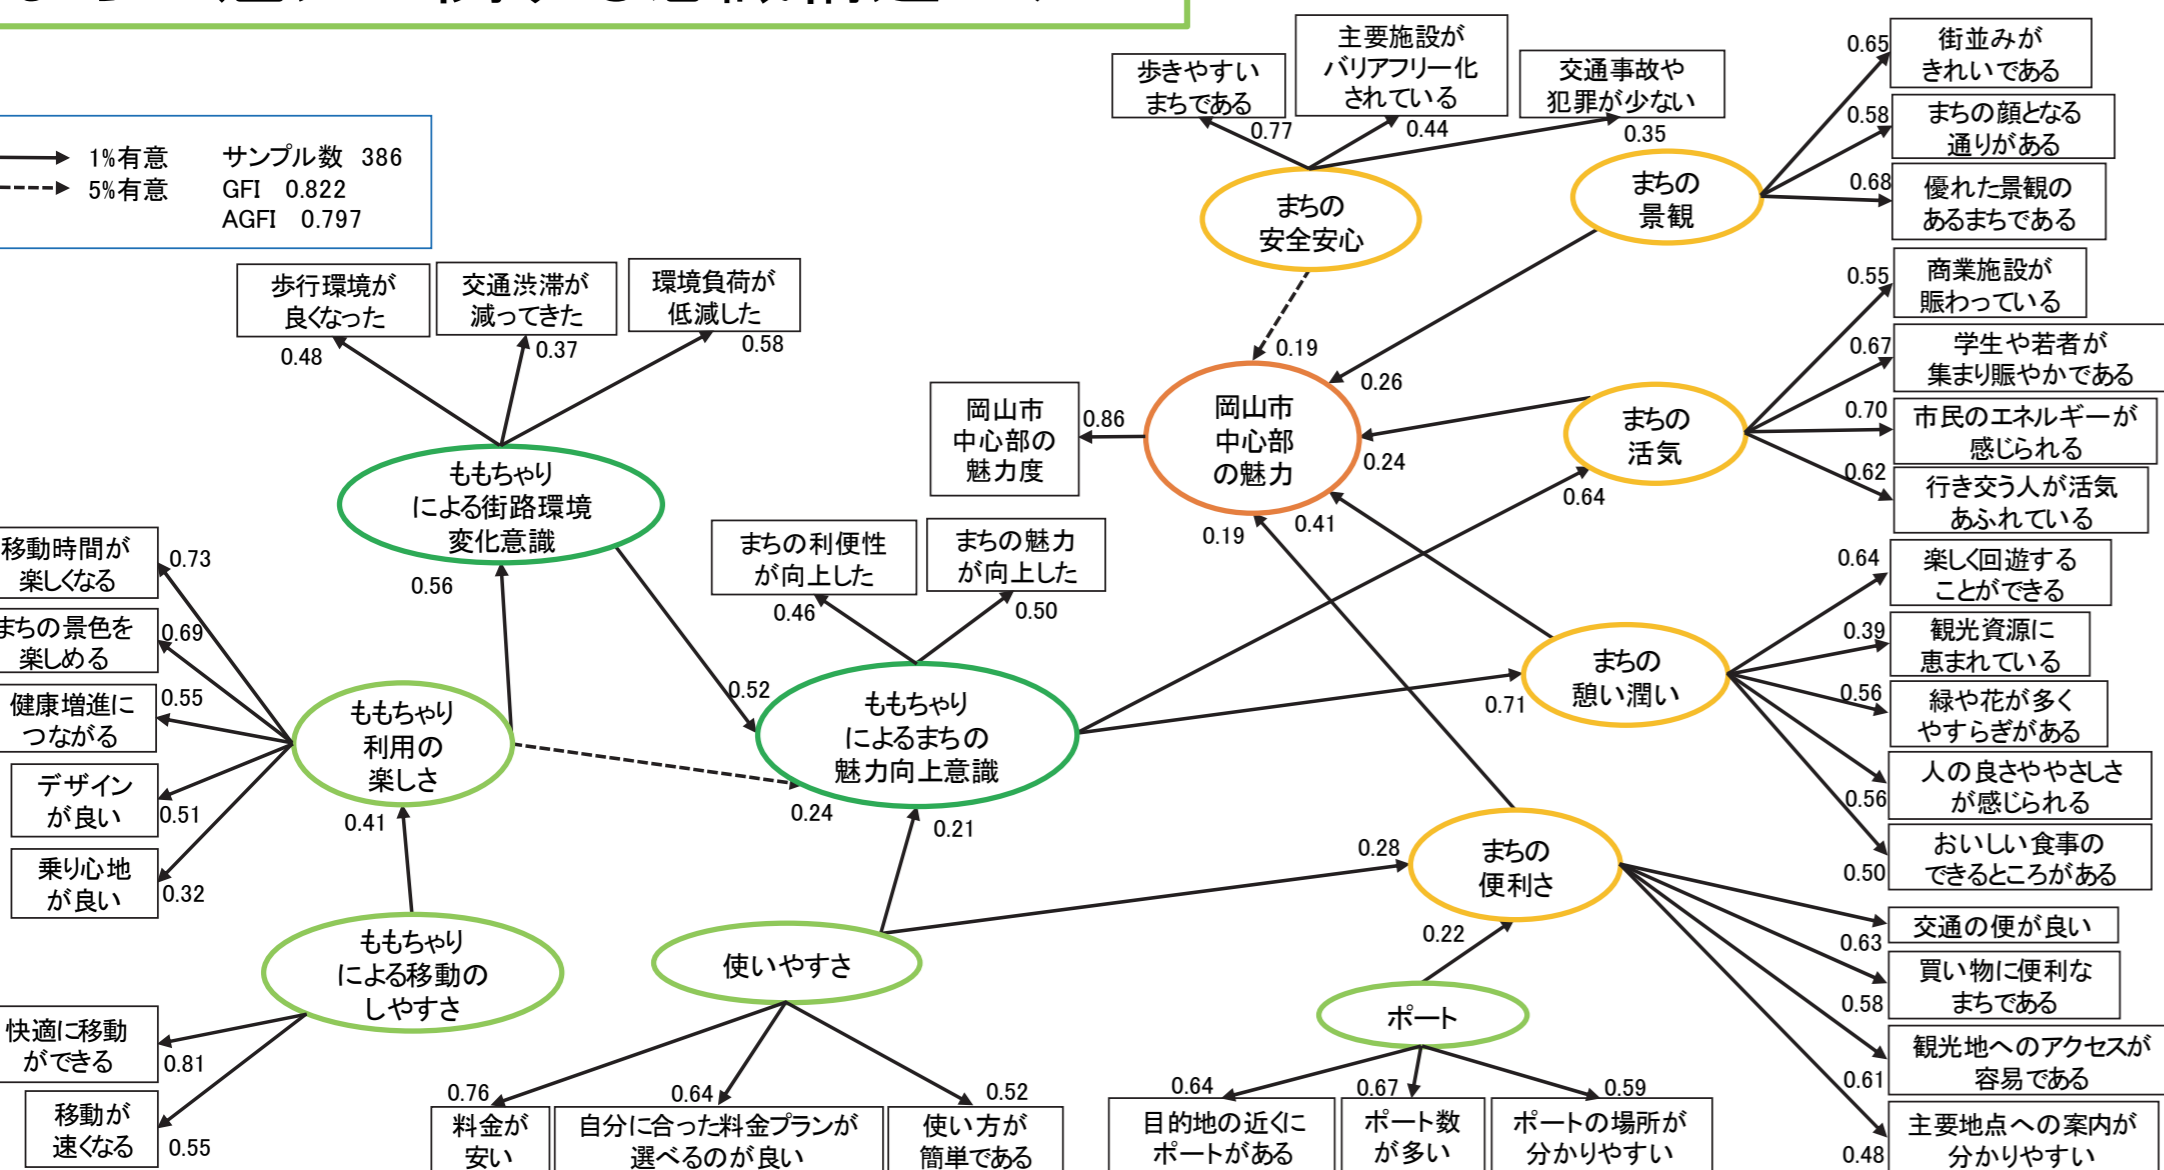 1%有意 サンプル数 386
5%有意 GFI 0.822
AGFI 0.797
歩きやすい
まちである
0.77
主要施設が
バリアフリー化
されている
0.44
交通事故や
犯罪が少ない
0.35
まちの
安全安心
0.19
まちの
景観
0.26
0.65
街並みが
きれいである
0.58
まちの顔となる
通りがある
0.68
優れた景観の
あるまちである
0.55
商業施設が
賑わっている
0.67
学生や若者が
集まり賑やかである
0.70
市民のエネルギーが
感じられる
0.62
行き交う人が活気
あふれている
まちの
活気
0.24
0.64
岡山市
中心部
の魅力
0.86
岡山市
中心部の
魅力度
0.19
0.41
歩行環境が
良くなった
0.48
交通渋滞が
減ってきた
0.37
環境負荷が
低減した
0.58
ももちゃり
による街路環境
変化意識
0.56
まちの利便性
が向上した
0.46
まちの魅力
が向上した
0.50
0.52
ももちゃり
によるまちの
魅力向上意識
0.24
0.21
0.71
まちの
憩い潤い
0.64
楽しく回遊する
ことができる
0.39
観光資源に
恵まれている
0.56
緑や花が多く
やすらぎがある
人の良さややさしさ
が感じられる
0.56
おいしい食事の
できるところがある
0.50
移動時間が
楽しくなる
0.73
まちの景色を
楽しめる
0.69
健康増進に
つながる
0.55
デザイン
が良い
0.51
乗り心地
が良い
0.32
ももちゃり
利用の
楽しさ
0.41
ももちゃり
による移動の
しやすさ
快適に移動
ができる
0.81
移動が
速くなる
0.55
使いやすさ
0.76
料金が
安い
0.64
自分に合った料金プランが
選べるのが良い
0.52
使い方が
簡単である
0.28
まちの
便利さ
0.22
ポート
0.64
目的地の近くに
ポートがある
0.67
ポート数
が多い
0.59
ポートの場所が
分かりやすい
交通の便が良い
0.63
買い物に便利な
まちである
0.58
観光地へのアクセスが
容易である
0.61
主要地点への案内が
分かりやすい
0.48